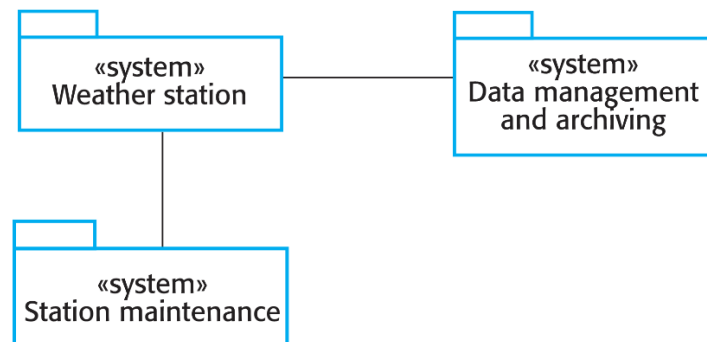 «system»
Weather station
«system»
Data management
and archiving
«system»
Station maintenance